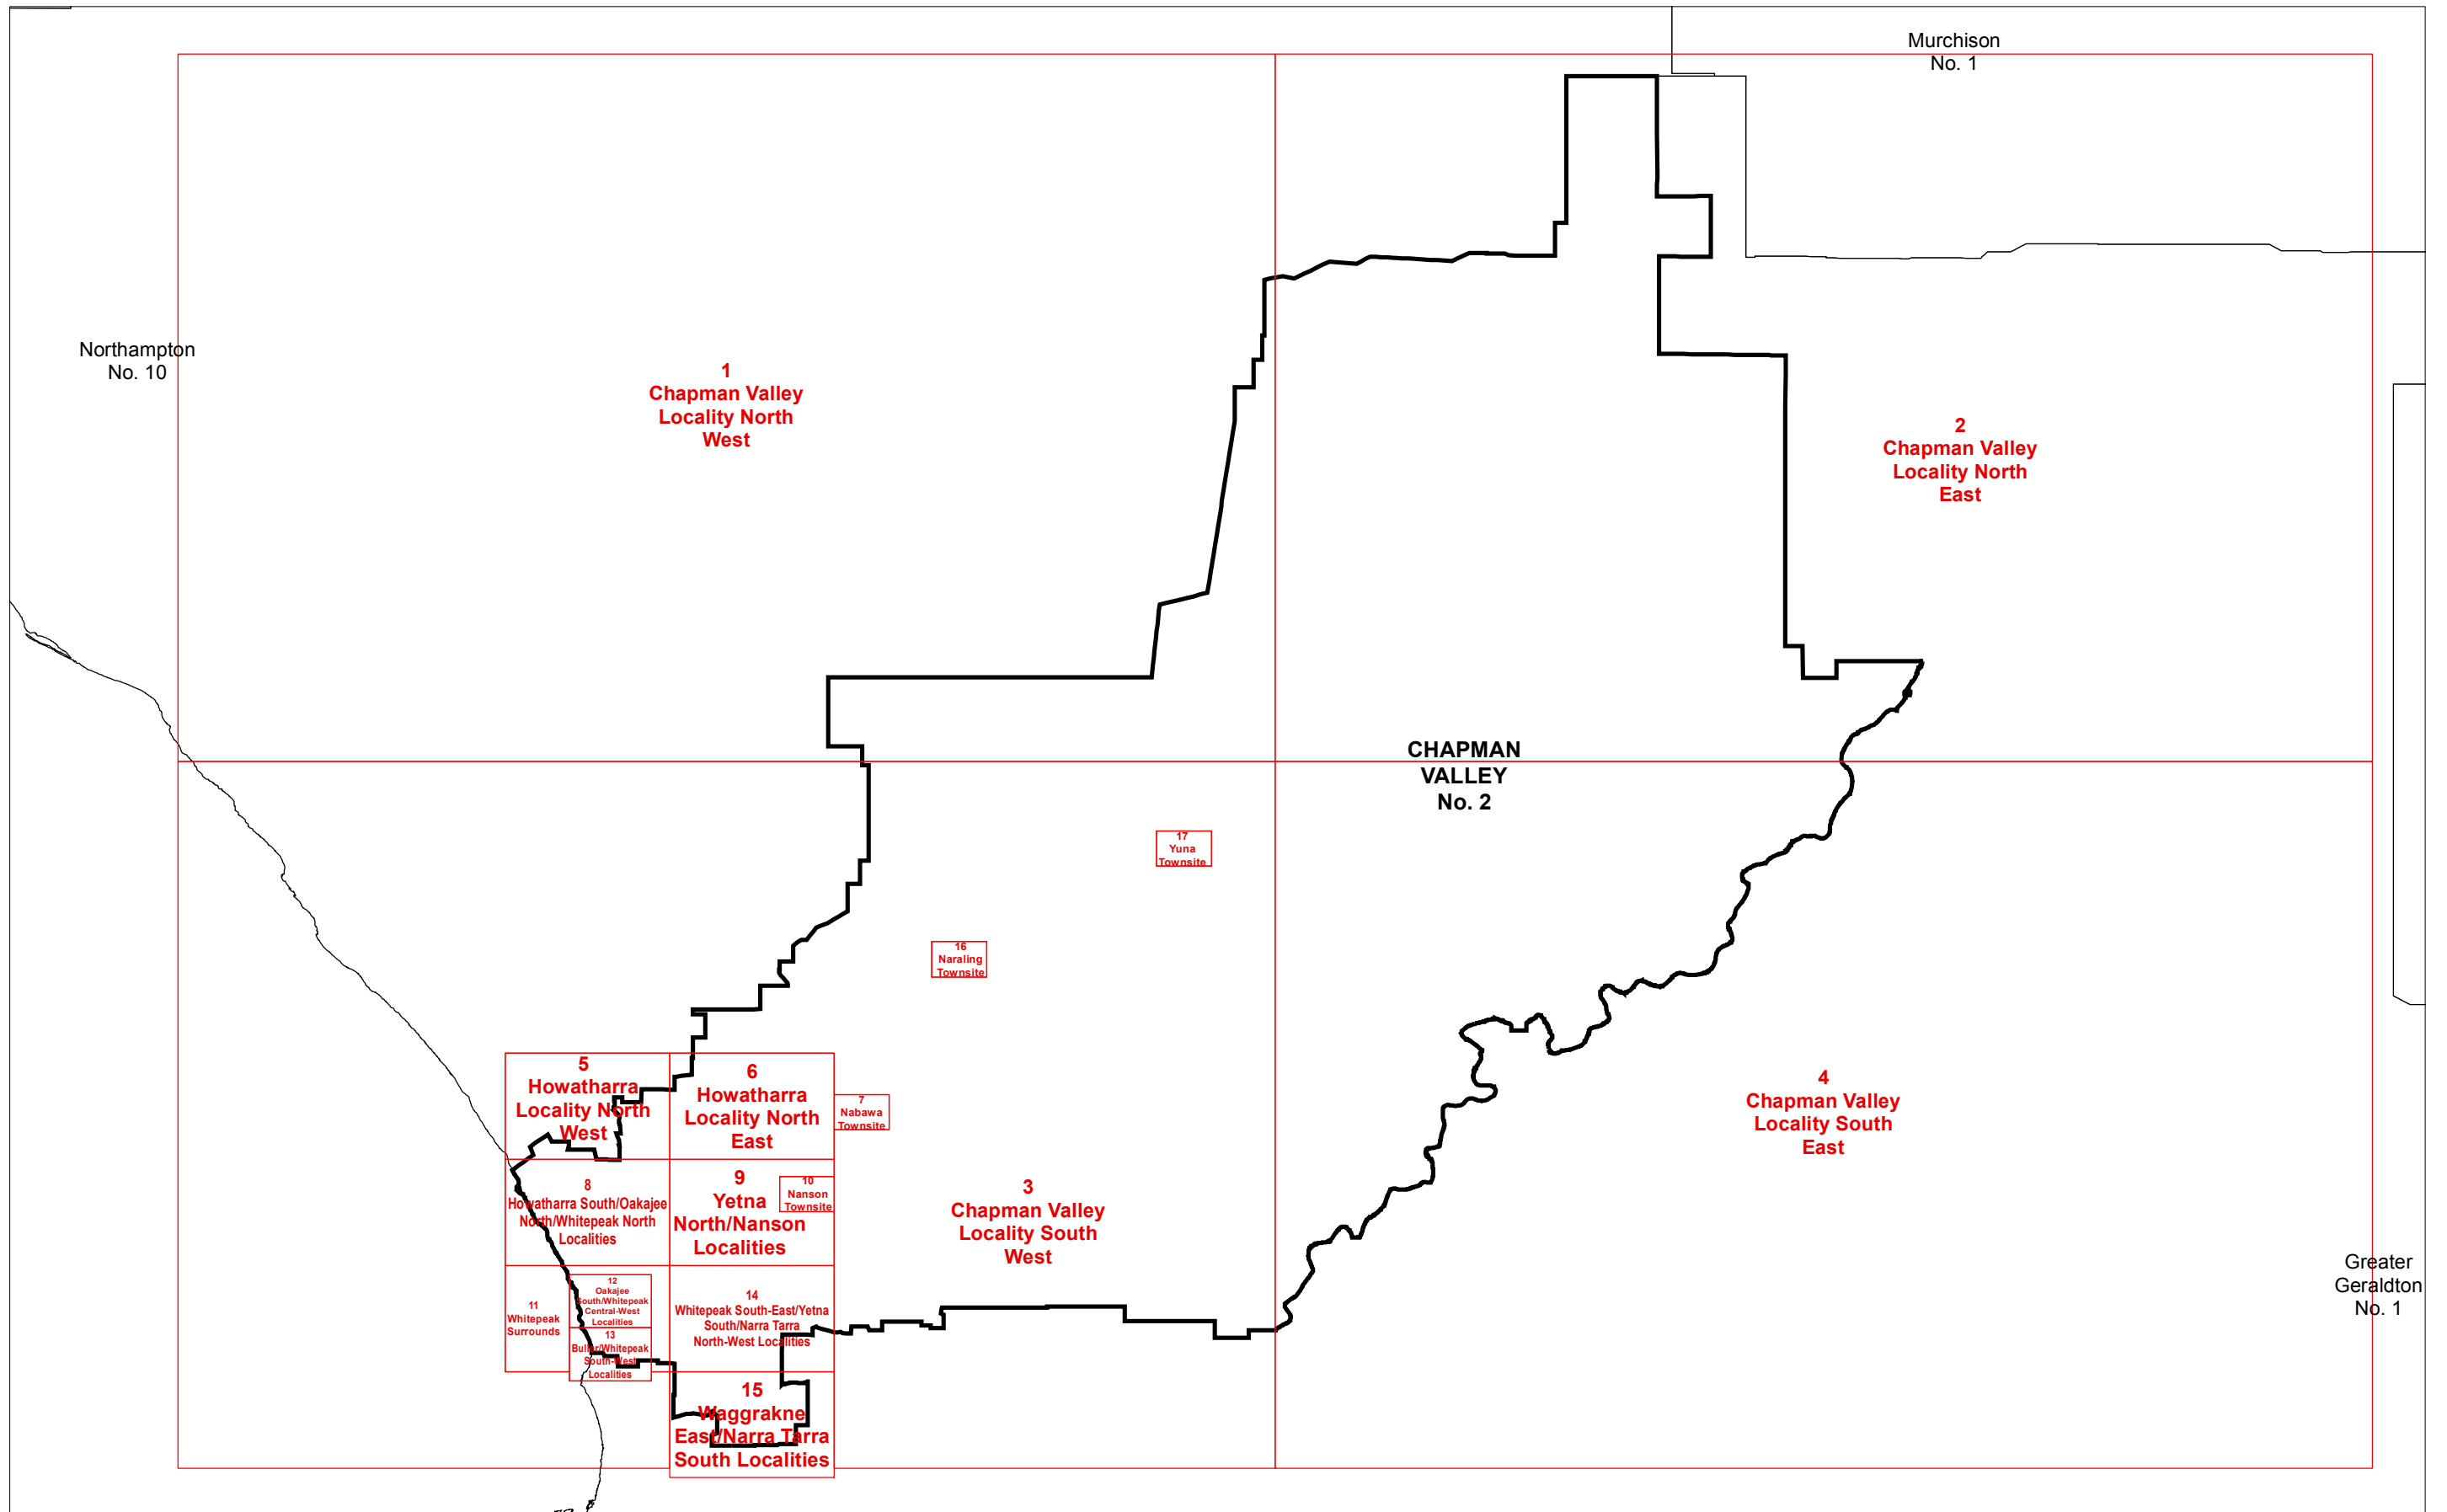 Murchison
No. 1
Northampton
No. 10
1
Chapman Valley
Locality North
West
2
Chapman Valley
Locality North
East
CHAPMAN
VALLEY
No. 2
17
Yuna
Townsite
16
Naraling
Townsite
5
Howatharra
Locality North
West
6
Howatharra
Locality North
East
7
Nabawa
Townsite
4
Chapman Valley
Locality South
East
8
Howatharra South/Oakajee
North/Whitepeak North
Localities
9
Yetna
North/Nanson
Localities
10
Nanson
Townsite
3
Chapman Valley
Locality South
West
11
Whitepeak
Surrounds
12
Oakajee
South/Whitepeak
Central-West
Localities
13
Buller/Whitepeak
South-West
Localities
14
Whitepeak South-East/Yetna
South/Narra Tarra
North-West Localities
15
Waggrakne
East/Narra Tarra
South Localities
Greater
Geraldton
No. 1